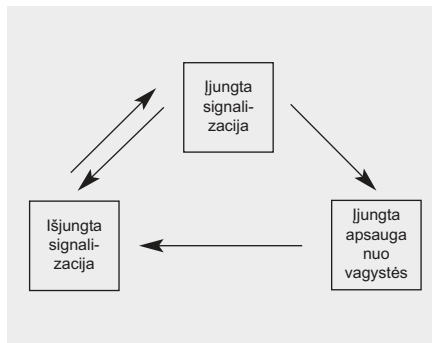 Įjungta
signali-
zacija
Išjungta
signali-
zacija
Įjungta
apsauga
nuo
vagystės